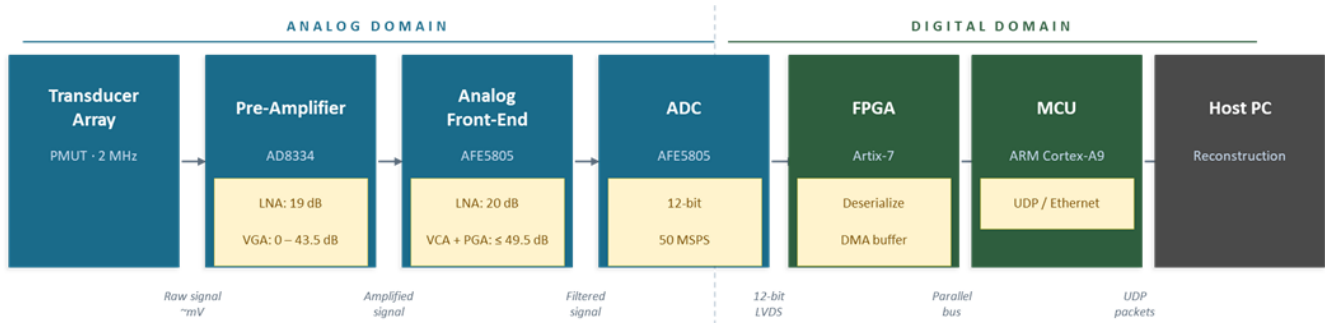 ANALOG DOMAIN
DIGITAL DOMAIN
Transducer
Array
PMUT · 2 MHz
Pre-Amplifier
AD8334
LNA: 19 dB
VGA: 0 – 43.5 dB
Analog
Front-End
AFE5805
LNA: 20 dB
VCA + PGA: ≤ 49.5 dB
ADC
AFE5805
12-bit
50 MSPS
FPGA
Artix-7
Deserialize
DMA buffer
MCU
ARM Cortex-A9
UDP / Ethernet
Host PC
Reconstruction
Raw signal
~mV
Amplified
signal
Filtered
signal
12-bit
LVDS
Parallel
bus
UDP
packets